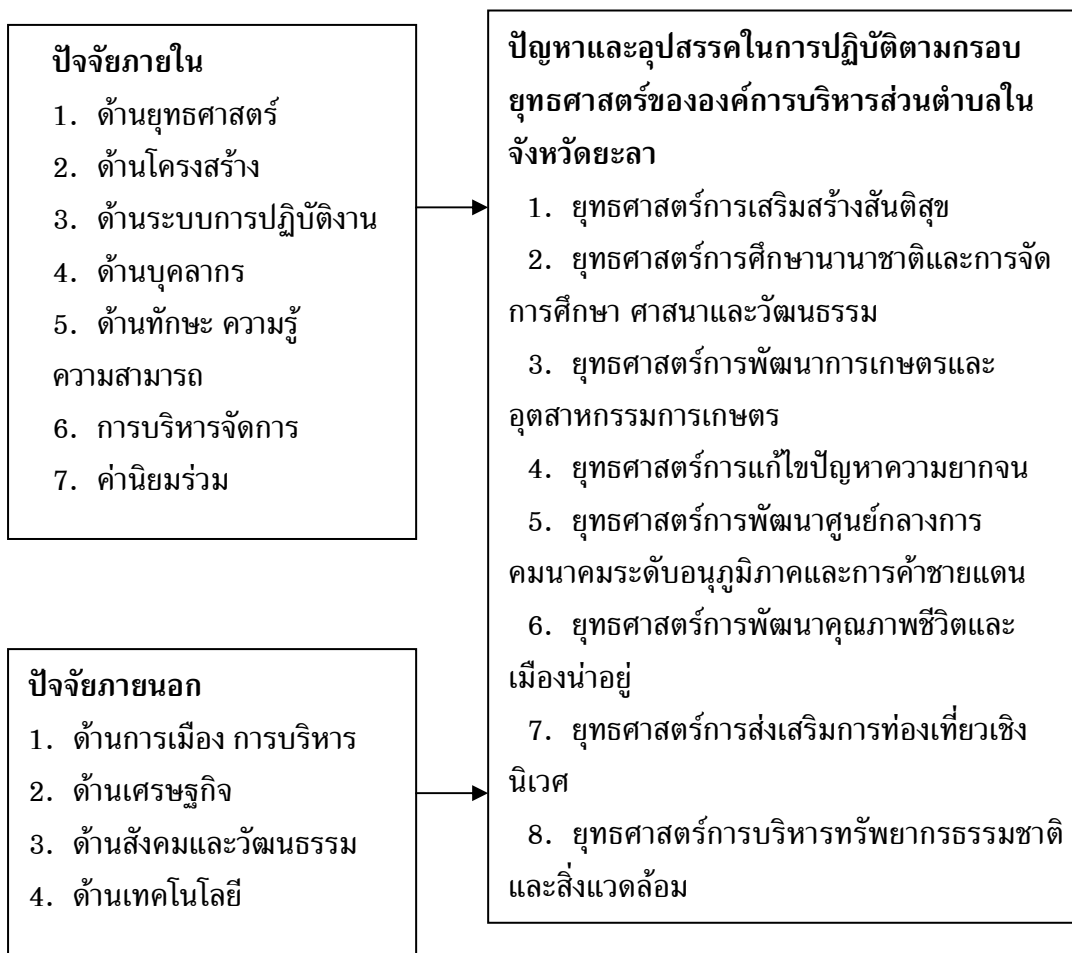 ปัจจัยภายใน
1. ด้านยุทธศาสตร์
2. ด้านโครงสร้าง
3. ด้านระบบการปฏิบัติงาน
4. ด้านบุคลากร
5. ด้านทักษะ ความรู้
ความสามารถ
6. การบริหารจัดการ
7. ค่านิยมร่วม
ปัจจัยภายนอก
1. ด้านการเมือง การบริหาร
2. ด้านเศรษฐกิจ
3. ด้านสังคมและวัฒนธรรม
4. ด้านเทคโนโลยี
ปัญหาและอุปสรรคในการปฏิบัติตามกรอบ
ยุทธศาสตร์ขององค์การบริหารส่วนตำบลใน
จังหวัดยะลา
1. ยุทธศาสตร์การเสริมสร้างสันติสุข
2. ยุทธศาสตร์การศึกษานานาชาติและการจัด
การศึกษา ศาสนาและวัฒนธรรม
3. ยุทธศาสตร์การพัฒนาการเกษตรและ
อุตสาหกรรมการเกษตร
4. ยุทธศาสตร์การแก้ไขปัญหาความยากจน
5. ยุทธศาสตร์การพัฒนาศูนย์กลางการ
คมนาคมระดับอนุภูมิภาคและการค้าชายแดน
6. ยุทธศาสตร์การพัฒนาคุณภาพชีวิตและ
เมืองน่าอยู่
7. ยุทธศาสตร์การส่งเสริมการท่องเที่ยวเชิง
นิเวศ
8. ยุทธศาสตร์การบริหารทรัพยากรธรรมชาติ
และสิ่งแวดล้อม